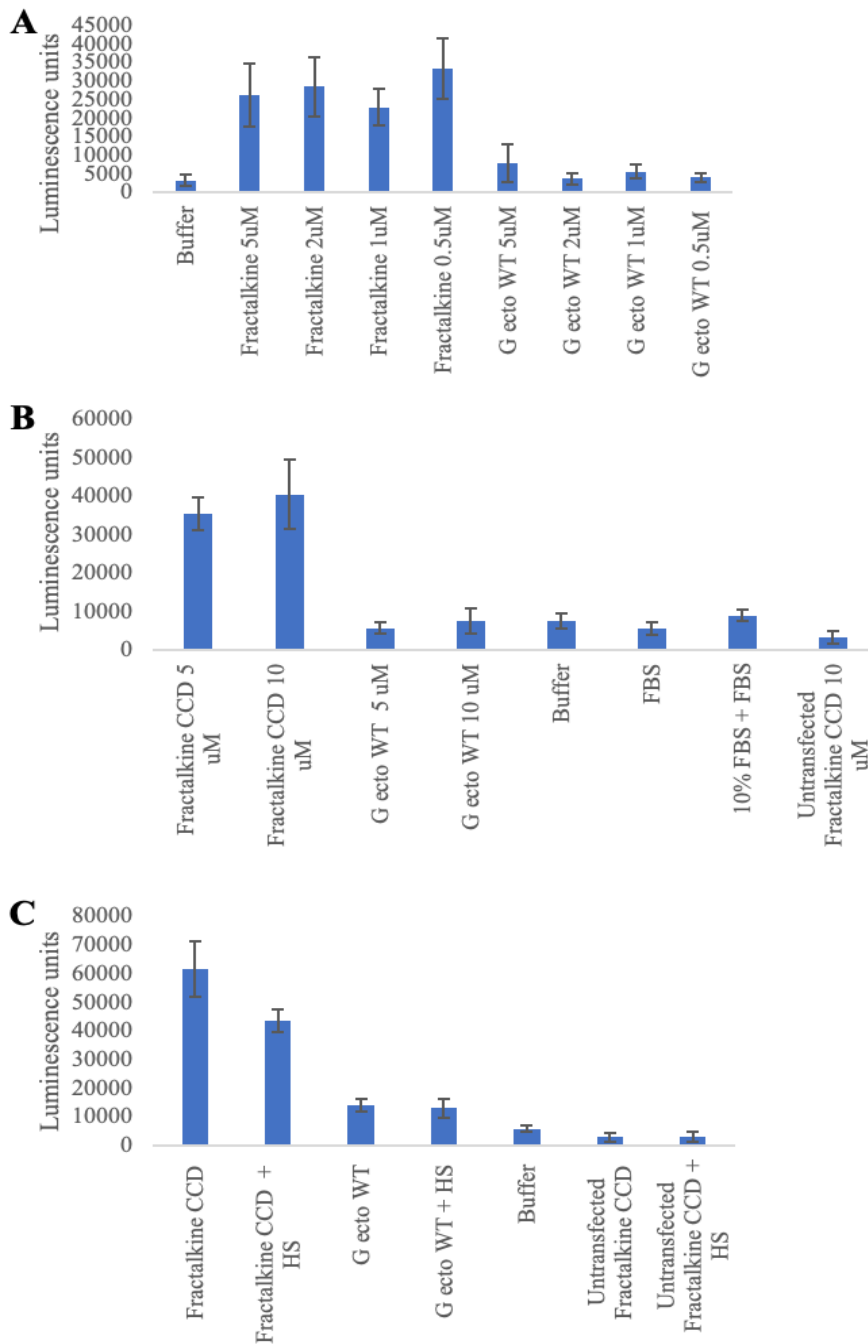 A
Luminescence units
45000
40000
35000
30000
25000
20000
15000
10000
5000
0
Buffer
Fractalkine 5uM
Fractalkine 2uM
Fractalkine 1uM
Fractalkine 0.5uM
G ecto WT 5uM
G ecto WT 2uM
G ecto WT 1uM
G ecto WT 0.5uM
B
Luminescence units
60000
50000
40000
30000
20000
10000
0
Fractalkine CCD 5
uM
Fractalkine CCD 10
uM
G ecto WT 5 uM
G ecto WT 10 uM
Buffer
FBS
10% FBS + FBS
Untransfected
Fractalkine CCD 10
uM
C
Luminescence units
80000
70000
60000
50000
40000
30000
20000
10000
0
Fractalkine CCD
Fractalkine CCD +
HS
G ecto WT
G ecto WT + HS
Buffer
Untransfected
Fractalkine CCD
Untransfected
Fractalkine CCD +
HS